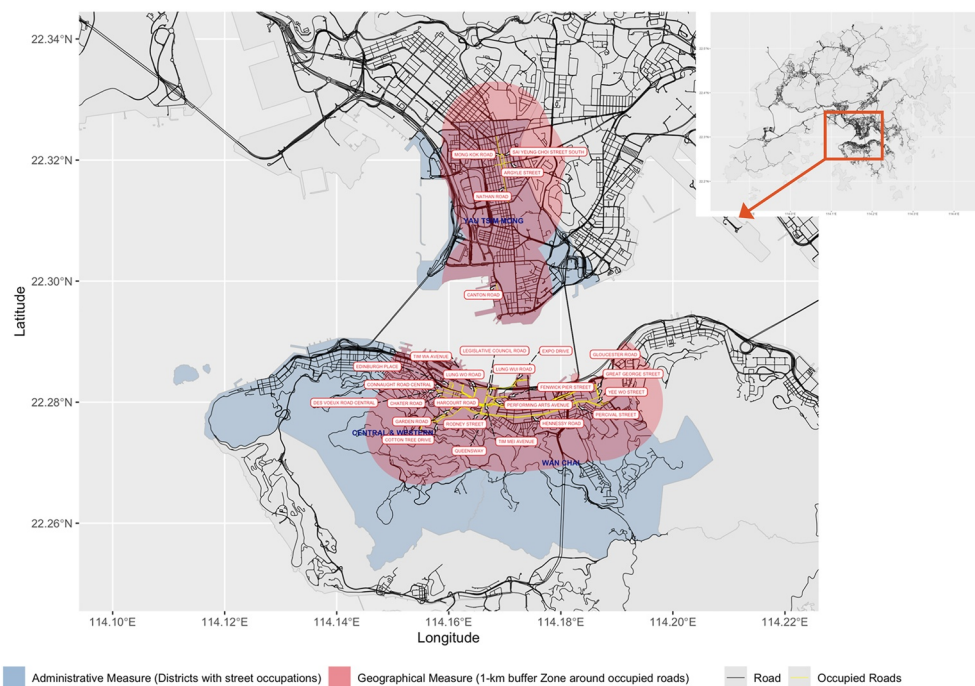 22.34°N
22.32°N
22.30°N
22.28°N
22.26°N
Latitude
MONG KOK ROAD
SAI YEUNG CHOI STREET SOUTH
ARGYLE STREET
NATHAN ROAD
YAU TSIM MONG
CANTON ROAD
LEGISLATIVE COUNCIL ROAD
EXPO DRIVE
TIM WA AVENUE
GLOUCESTER ROAD
EDINBURGH PLACE
LUNG WO ROAD
LUNG WUI ROAD
GREAT GEORGE STREET
CONNAUGHT ROAD CENTRAL
FENWICK PIER STREET
YEE WO STREET
DES VOEUX ROAD CENTRAL
CHATER ROAD
HARCOURT ROAD
PERFORMING ARTS AVENUE
PERCIVAL STREET
GARDEN ROAD
RODNEY STREET
HENNESSY ROAD
CENTRAL & WESTERN
COTTON TREE DRIVE
TIM MEI AVENUE
QUEENSWAY
WAN CHAI
114.10°E
114.12°E
114.14°E
114.16°E
114.18°E
114.20°E
114.22°E
Longitude
Administrative Measure (Districts with street occupations)
Geographical Measure (1-km buffer Zone around occupied roads)
Road
Occupied Roads